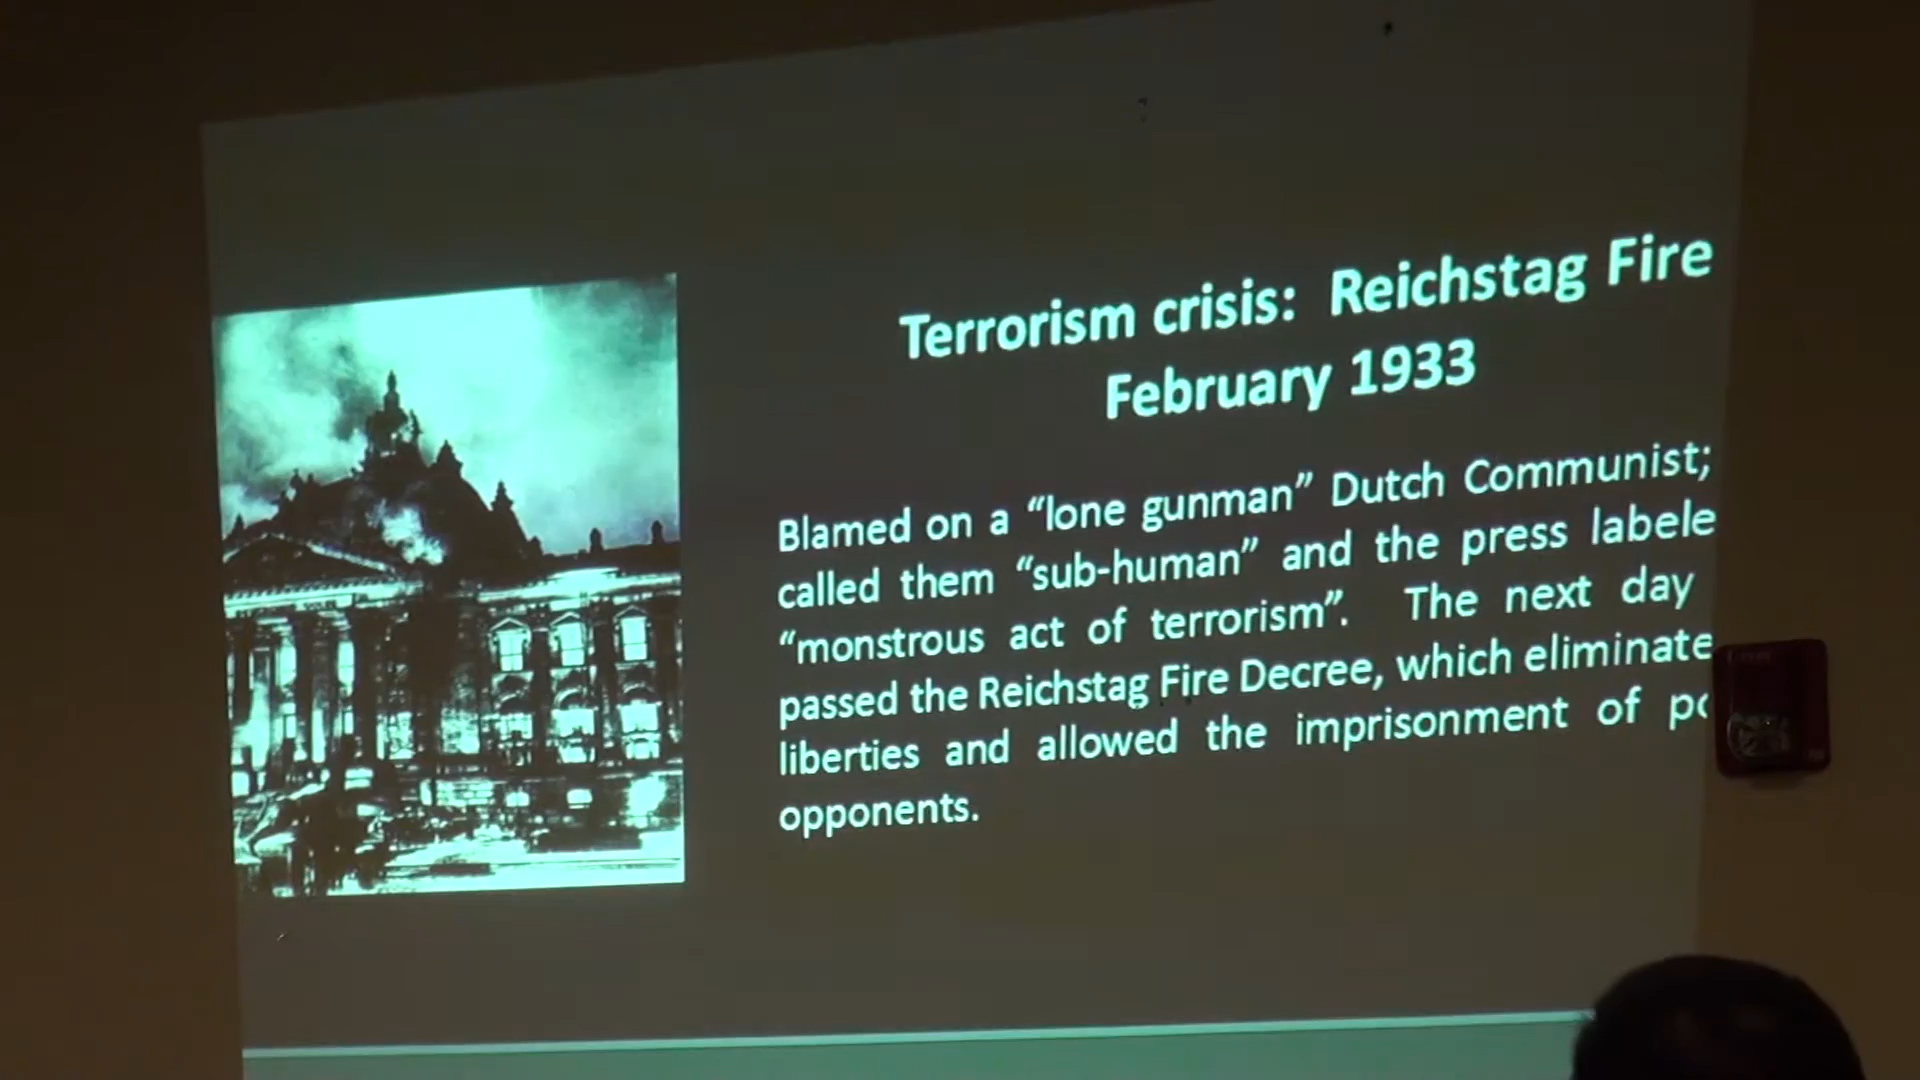 Terrorism crisis: Reichstag Fire
February 1933
Blamed on a “lone gunman” Dutch Communist;
called them “sub-human” and the press labele
“monstrous act of terrorism”. The next day
passed the Reichstag Fire Decree, which eliminate
liberties and allowed the imprisonment of po
opponents.